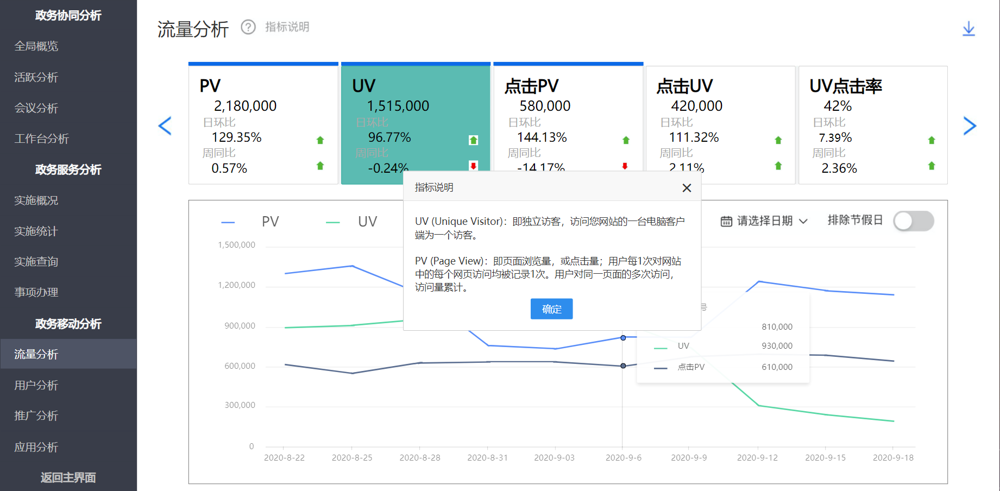 政务协同分析
全局概览
活跃分析
会议分析
工作台分析
政务服务分析
实施概况
实施统计
实施查询
事项办理
政务移动分析
流量分析
用户分析
推广分析
应用分析
返回主界面
流量分析
指标说明
PV
2,180,000
日环比
129.35%
周同比
0.57%
UV
1,515,000
日环比
96.77%
周同比
-0.24%
点击PV
580,000
日环比
144.13%
周同比
-14.17%
点击UV
420,000
日环比
111.32%
周同比
2.11%
UV点击率
42%
日环比
7.39%
周同比
2.36%
指标说明
UV (Unique Visitor)：即独立访客，访问您网站的一台电脑客户
端为一个访客。
PV (Page View)：即页面浏览量，或点击量；用户每1次对网站
中的每个网页访问均被记录1次。用户对同一页面的多次访问，
访问量累计。
确定
PV
UV
请选择日期
排除节假日
1,500,000
1,200,000
900,000
600,000
300,000
0
号
810,000
UV 930,000
点击PV 610,000
2020-8-22
2020-8-25
2020-8-28
2020-8-31
2020-9-03
2020-9-6
2020-9-9
2020-9-12
2020-9-15
2020-9-18